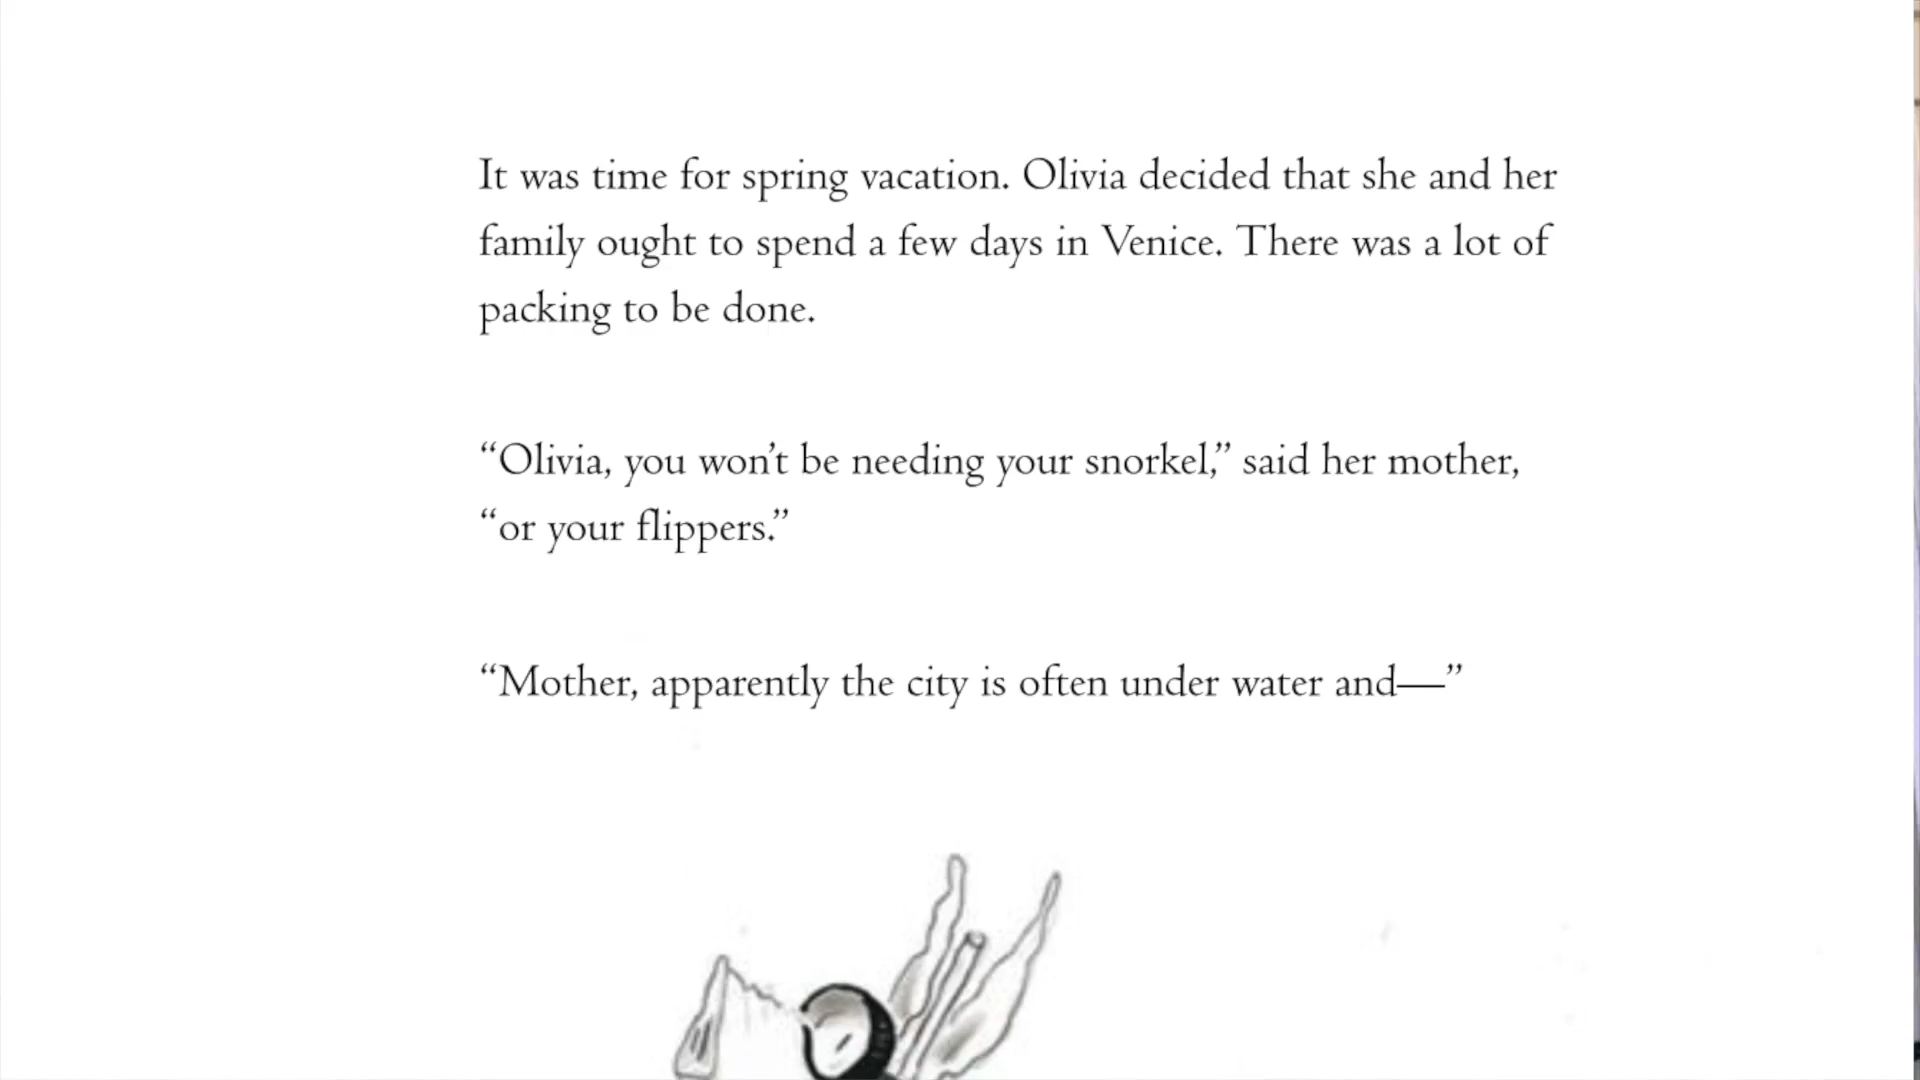 It was time for spring vacation. Olivia decided that she and her
family ought to spend a few days in Venice. There was a lot of
packing to be done.
“Olivia, you won’t be needing your snorkel,” said her mother,
“or your flippers.”
“Mother, apparently the city is often under water and—”